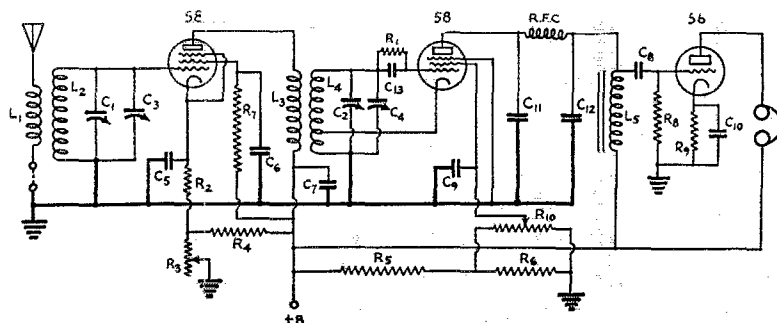 58
58
R.F.C
56
L1
L2
C1
C3
R7
L3
L4
R1
C13
C2
C4
C11
C12
C8
L5
R8
R9
C10
C5
R2
C6
C7
C9
R3
R4
R10
R5
R6
+B